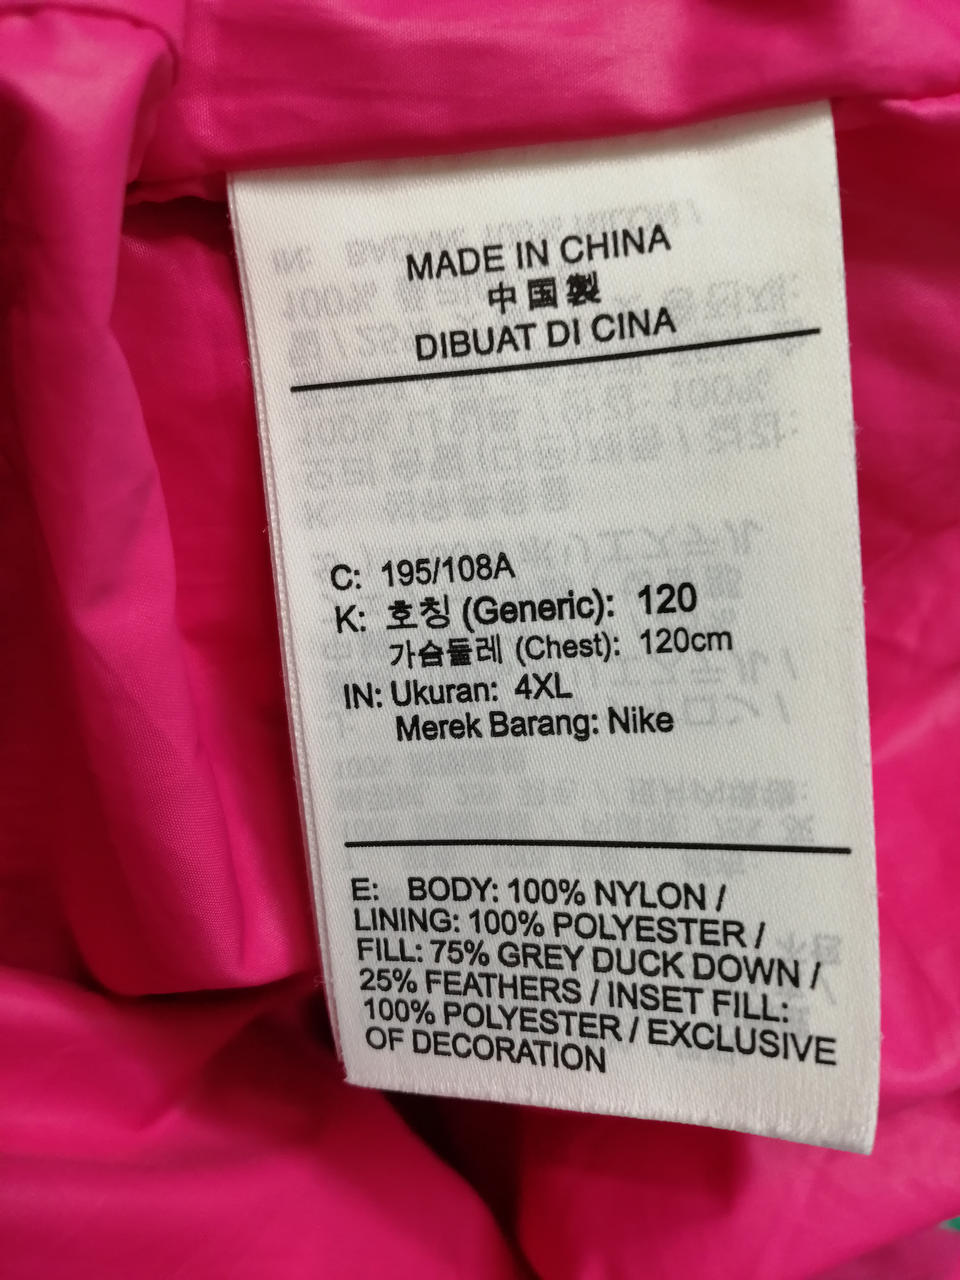 MADE IN CHINA
中国製
DIBUAT DI CINA
C: 195/108A
K: 호칭 (Generic): 120
가슴둘레 (Chest): 120cm
IN: Ukuran: 4XL
Merek Barang: Nike
E: BODY: 100% NYLON /
LINING: 100% POLYESTER /
FILL: 75% GREY DUCK DOWN /
25% FEATHERS / INSET FILL:
100% POLYESTER / EXCLUSIVE
OF DECORATION